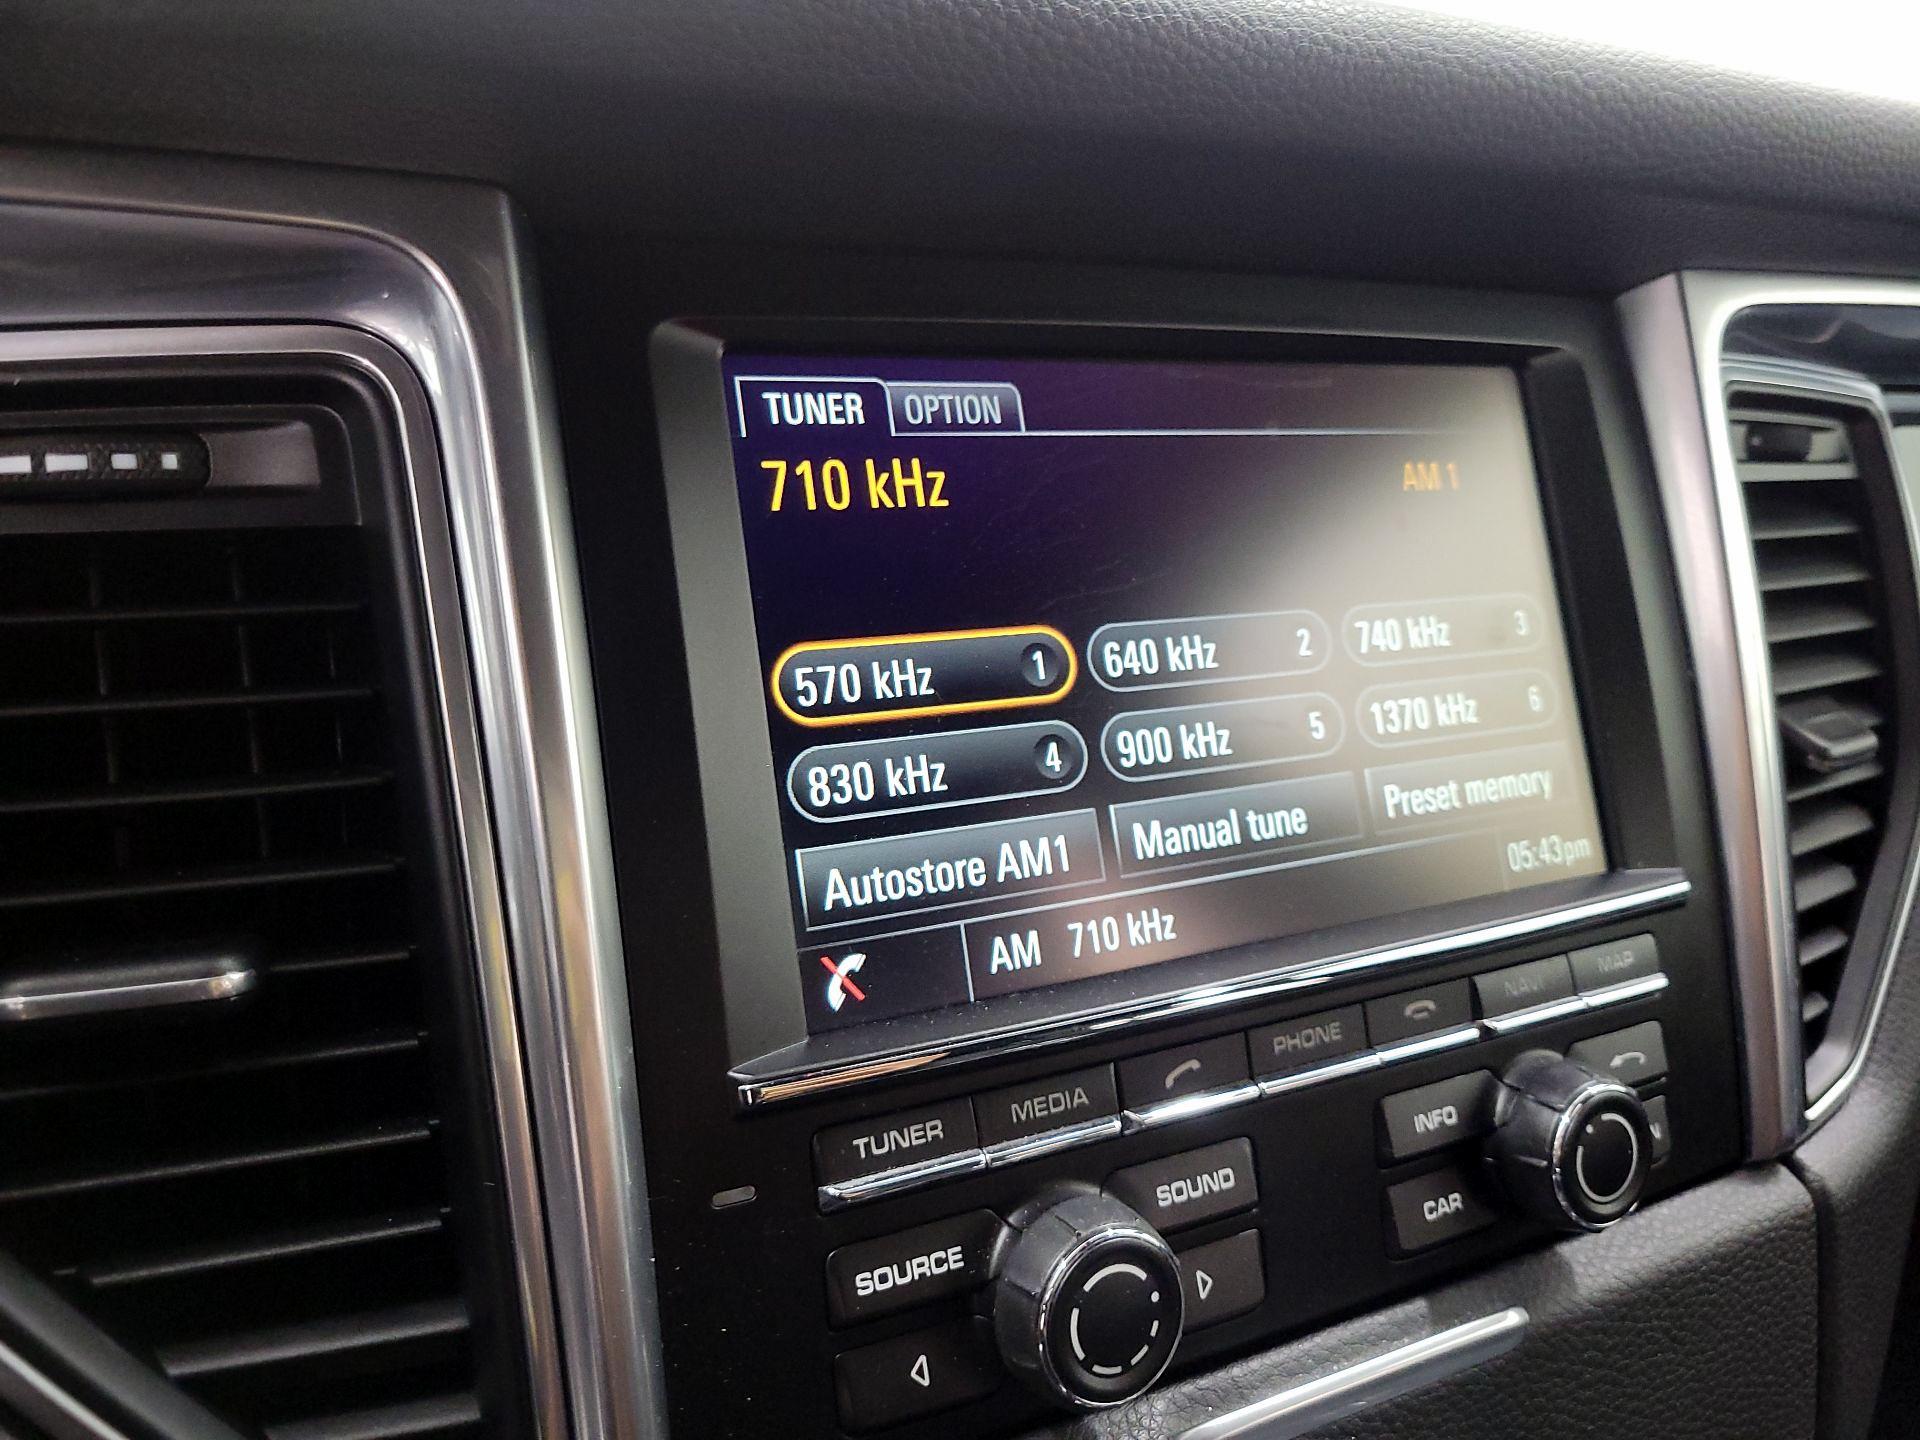 TUNER OPTION
710 kHz AM 1
570 kHz 1 640 kHz 2 740 kHz 3
830 kHz 4 900 kHz 5 1370 kHz 6
Autostore AM1 Manual tune Preset memory
05:43pm
AM 710 kHz
TUNER MEDIA PHONE NAVI MAP
SOUND INFO
SOURCE CAR